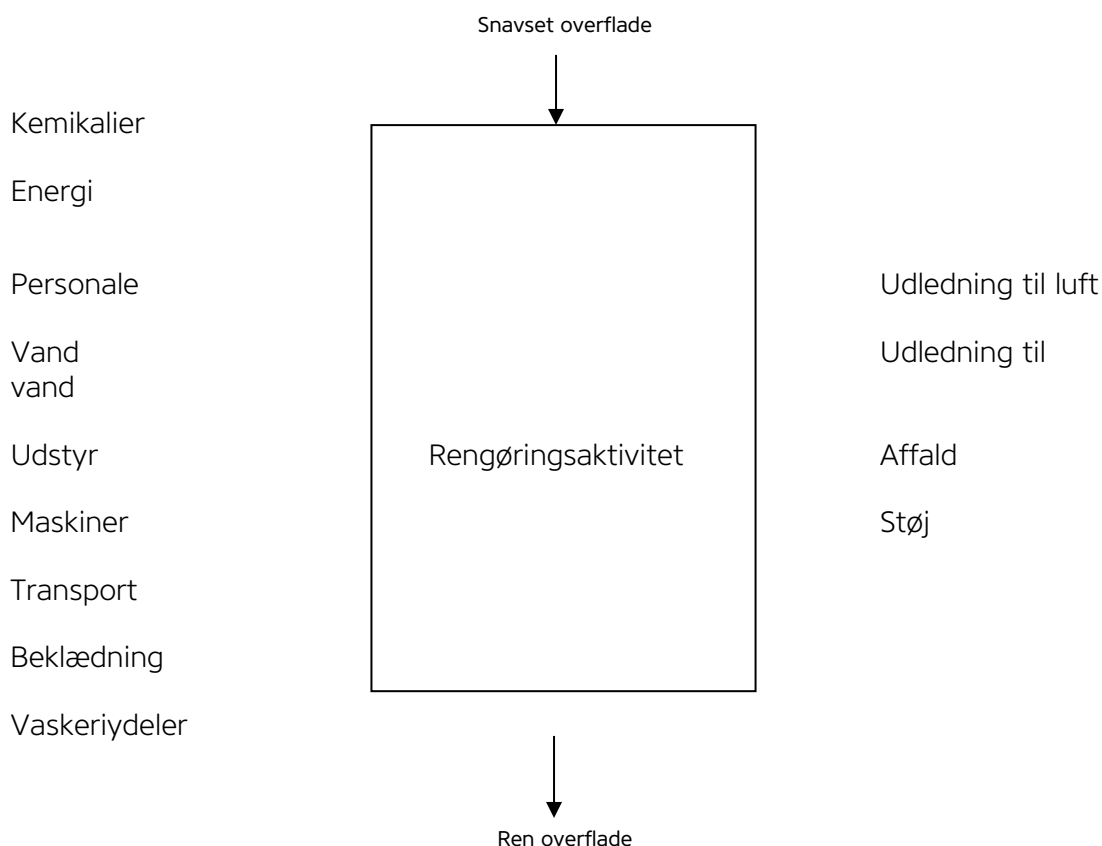 Snavset overflade
Kemikalier
Energi
Personale
Udledning til luft
Vand
Udledning til
vand
Udstyr
Rengøringsaktivitet
Affald
Maskiner
Støj
Transport
Beklædning
Vaskeriydeler
Ren overflade